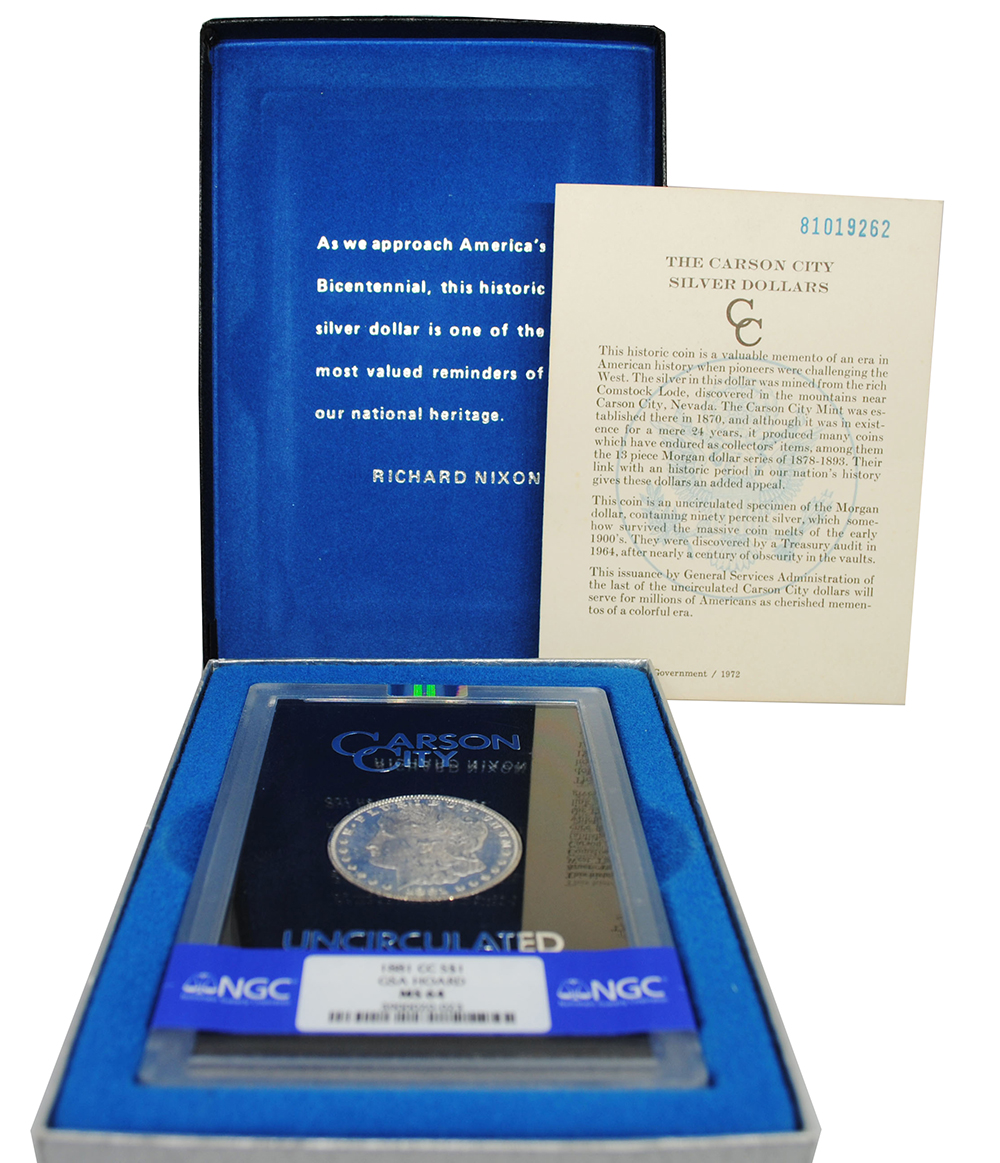 As we approach America's
Bicentennial, this historic
silver dollar is one of the
most valued reminders of
our national heritage.
RICHARD NIXON
81019262
THE CARSON CITY
SILVER DOLLARS
CC
This historic coin is a valuable memento of an era in
American history when pioneers were challenging the
West. The silver in this dollar was mined from the rich
Comstock Lode, discovered in the mountains near
Carson City, Nevada. The Carson City Mint was es-
tablished there in 1870, and although it was in exist-
ence for a mere 24 years, it produced many coins
which have endured as collectors' items, among them
the 13 piece Morgan dollar series of 1878-1893. Their
link with an historic period in our nation's history
gives these dollars an added appeal.
This coin is an uncirculated specimen of the Morgan
dollar, containing ninety percent silver, which some-
how survived the massive coin melts of the early
1900's. They were discovered by a Treasury audit in
1964, after nearly a century of obscurity in the vaults.
This issuance by General Services Administration of
the last of the uncirculated Carson City dollars will
serve for millions of Americans as cherished memen-
tos of a colorful era.
Government / 1972
CARSON
CITY
RICHARD NIXON
E PLURIBUS UNUM
UNCIRCULATED
NGC
1881 CC S$1
GSA HOARD
MS 64
NGC